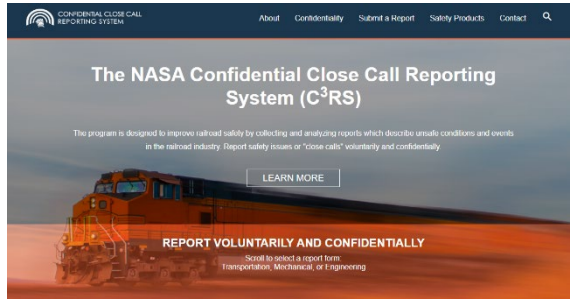 CONFIDENTIAL CLOSE CALL
REPORTING SYSTEM
About Confidentiality Submit a Report Safety Products Contact
The NASA Confidential Close Call Reporting
System (C³RS)
The program is designed to improve railroad safety by collecting and analyzing reports which describe unsafe conditions and events
in the railroad industry. Report safety issues or "close calls" voluntarily and confidentially.
LEARN MORE
REPORT VOLUNTARILY AND CONFIDENTIALLY
Scroll to select a report form:
Transportation, Mechanical, or Engineering